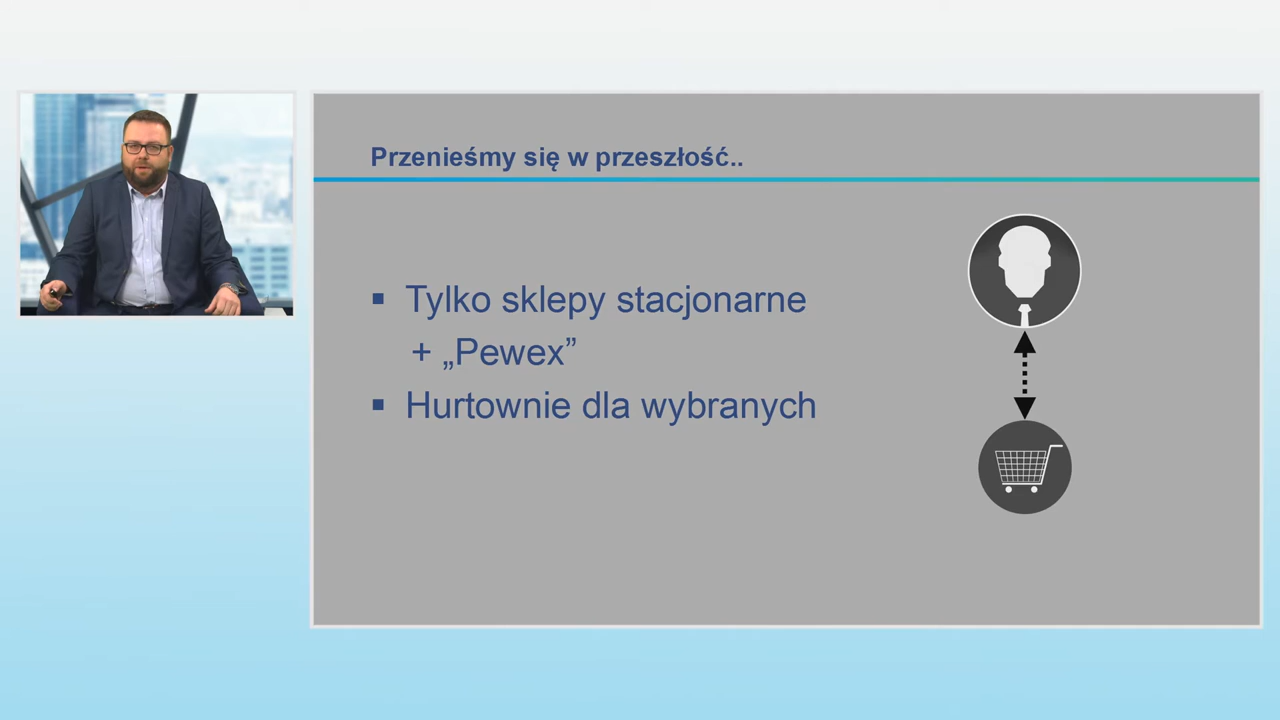 Przenieśmy się w przeszłość..
▪ Tylko sklepy stacjonarne
+ „Pewex”
▪ Hurtownie dla wybranych